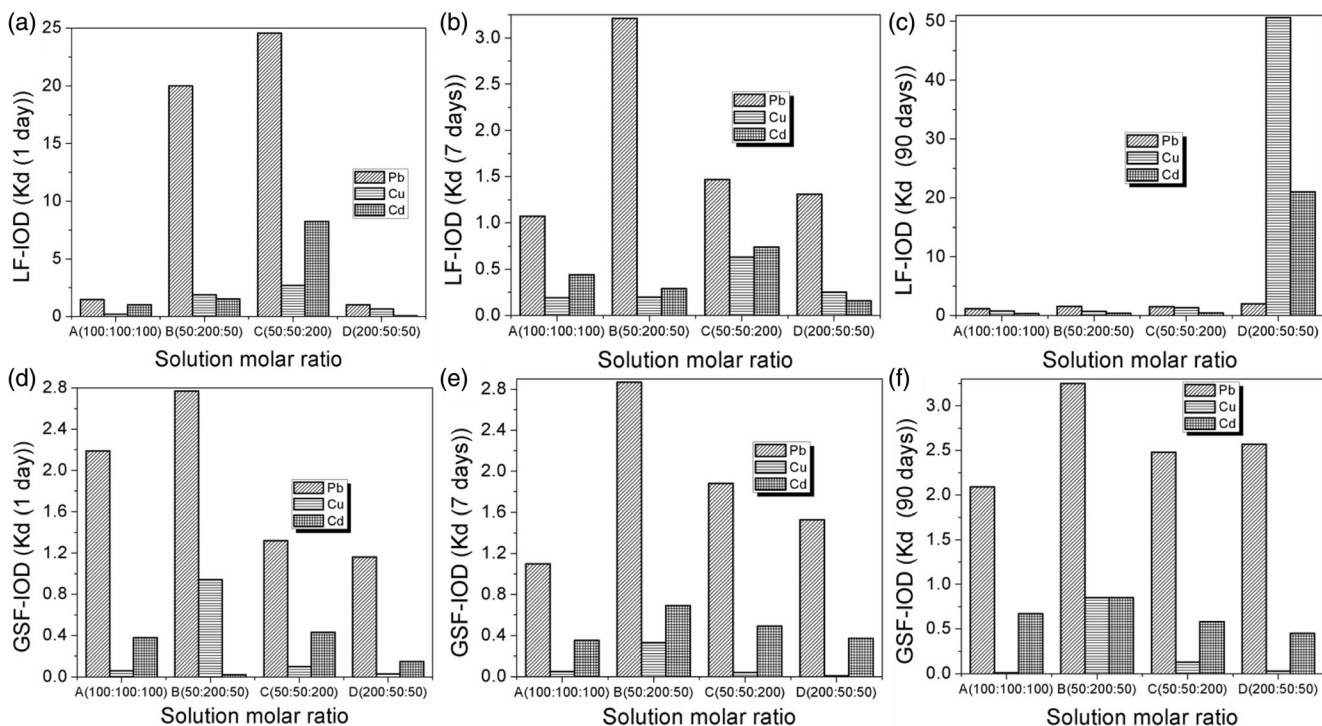 (a)
LF-IOD (Kd (1 days))
25
20
15
10
5
0
Pb
Cu
Cd
A(100:100:100) B(50:200:50) C(50:50:200) D(200:50:50)
Solution molar ratio
(b)
LF-IOD (Kd (7 days))
3.0
2.5
2.0
1.5
1.0
0.5
0.0
Pb
Cu
Cd
A(100:100:100) B(50:200:50) C(50:50:200) D(200:50:50)
Solution molar ratio
(c)
LF-IOD (Kd (90 days))
50
40
30
20
10
0
Pb
Cu
Cd
A(100:100:100) B(50:200:50) C(50:50:200) D(200:50:50)
Solution molar ratio
(d)
GSF-IOD (Kd (1 day))
2.8
2.4
2.0
1.6
1.2
0.8
0.4
0.0
Pb
Cu
Cd
A(100:100:100) B(50:200:50) C(50:50:200) D(200:50:50)
Solution molar ratio
(e)
GSF-IOD (Kd (7 days))
2.8
2.4
2.0
1.6
1.2
0.8
0.4
0.0
Pb
Cu
Cd
A(100:100:100) B(50:200:50) C(50:50:200) D(200:50:50)
Solution molar ratio
(f)
GSF-IOD (Kd (90 days))
3.0
2.5
2.0
1.5
1.0
0.5
0.0
Pb
Cu
Cd
A(100:100:100) B(50:200:50) C(50:50:200) D(200:50:50)
Solution molar ratio